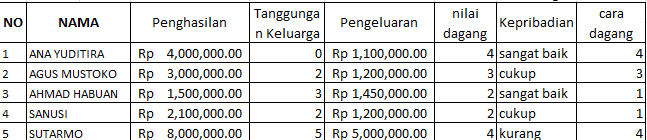 NO NAMA Penghasilan Tanggunga n Keluarga Pengeluaran nilai dagang Kepribadian cara dagang
1 ANA YUDITIRA Rp 4,000,000.00 0 Rp 1,100,000.00 4 sangat baik 4
2 AGUS MUSTOKO Rp 3,000,000.00 2 Rp 1,200,000.00 3 cukup 3
3 AHMAD HABUAN Rp 1,500,000.00 3 Rp 1,450,000.00 2 sangat baik 1
4 SANUSI Rp 2,100,000.00 2 Rp 1,200,000.00 2 cukup 1
5 SUTARMO Rp 8,000,000.00 5 Rp 5,000,000.00 4 kurang 4